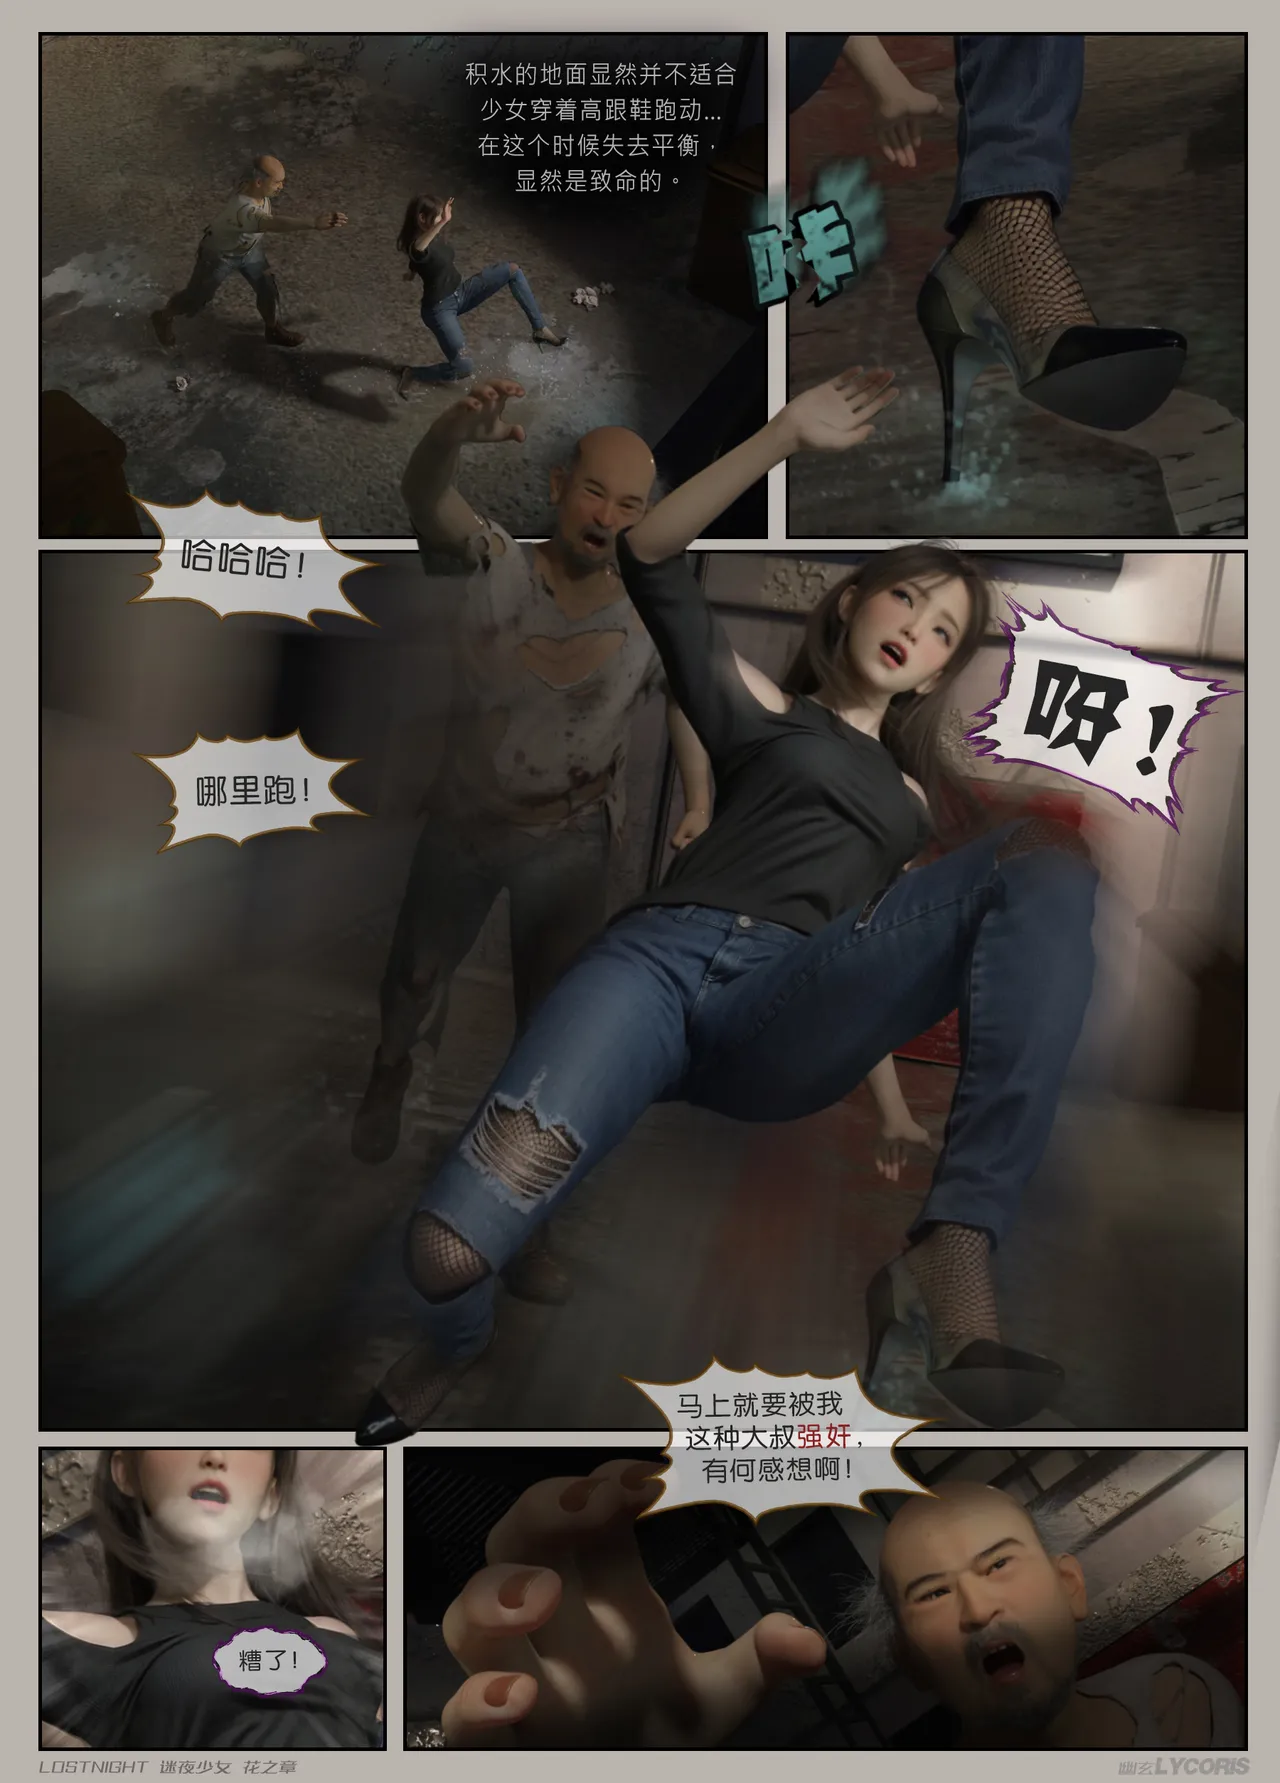 积水的地面显然并不适合
少女穿着高跟鞋跑动...
在这个时候失去平衡，
显然是致命的。
咔
哈哈哈！
呀！
哪里跑！
马上就要被我
这种大叔强奸，
有何感想啊！
糟了！
LOSTNIGHT 迷夜少女 花之章
幽玄LYCORIS